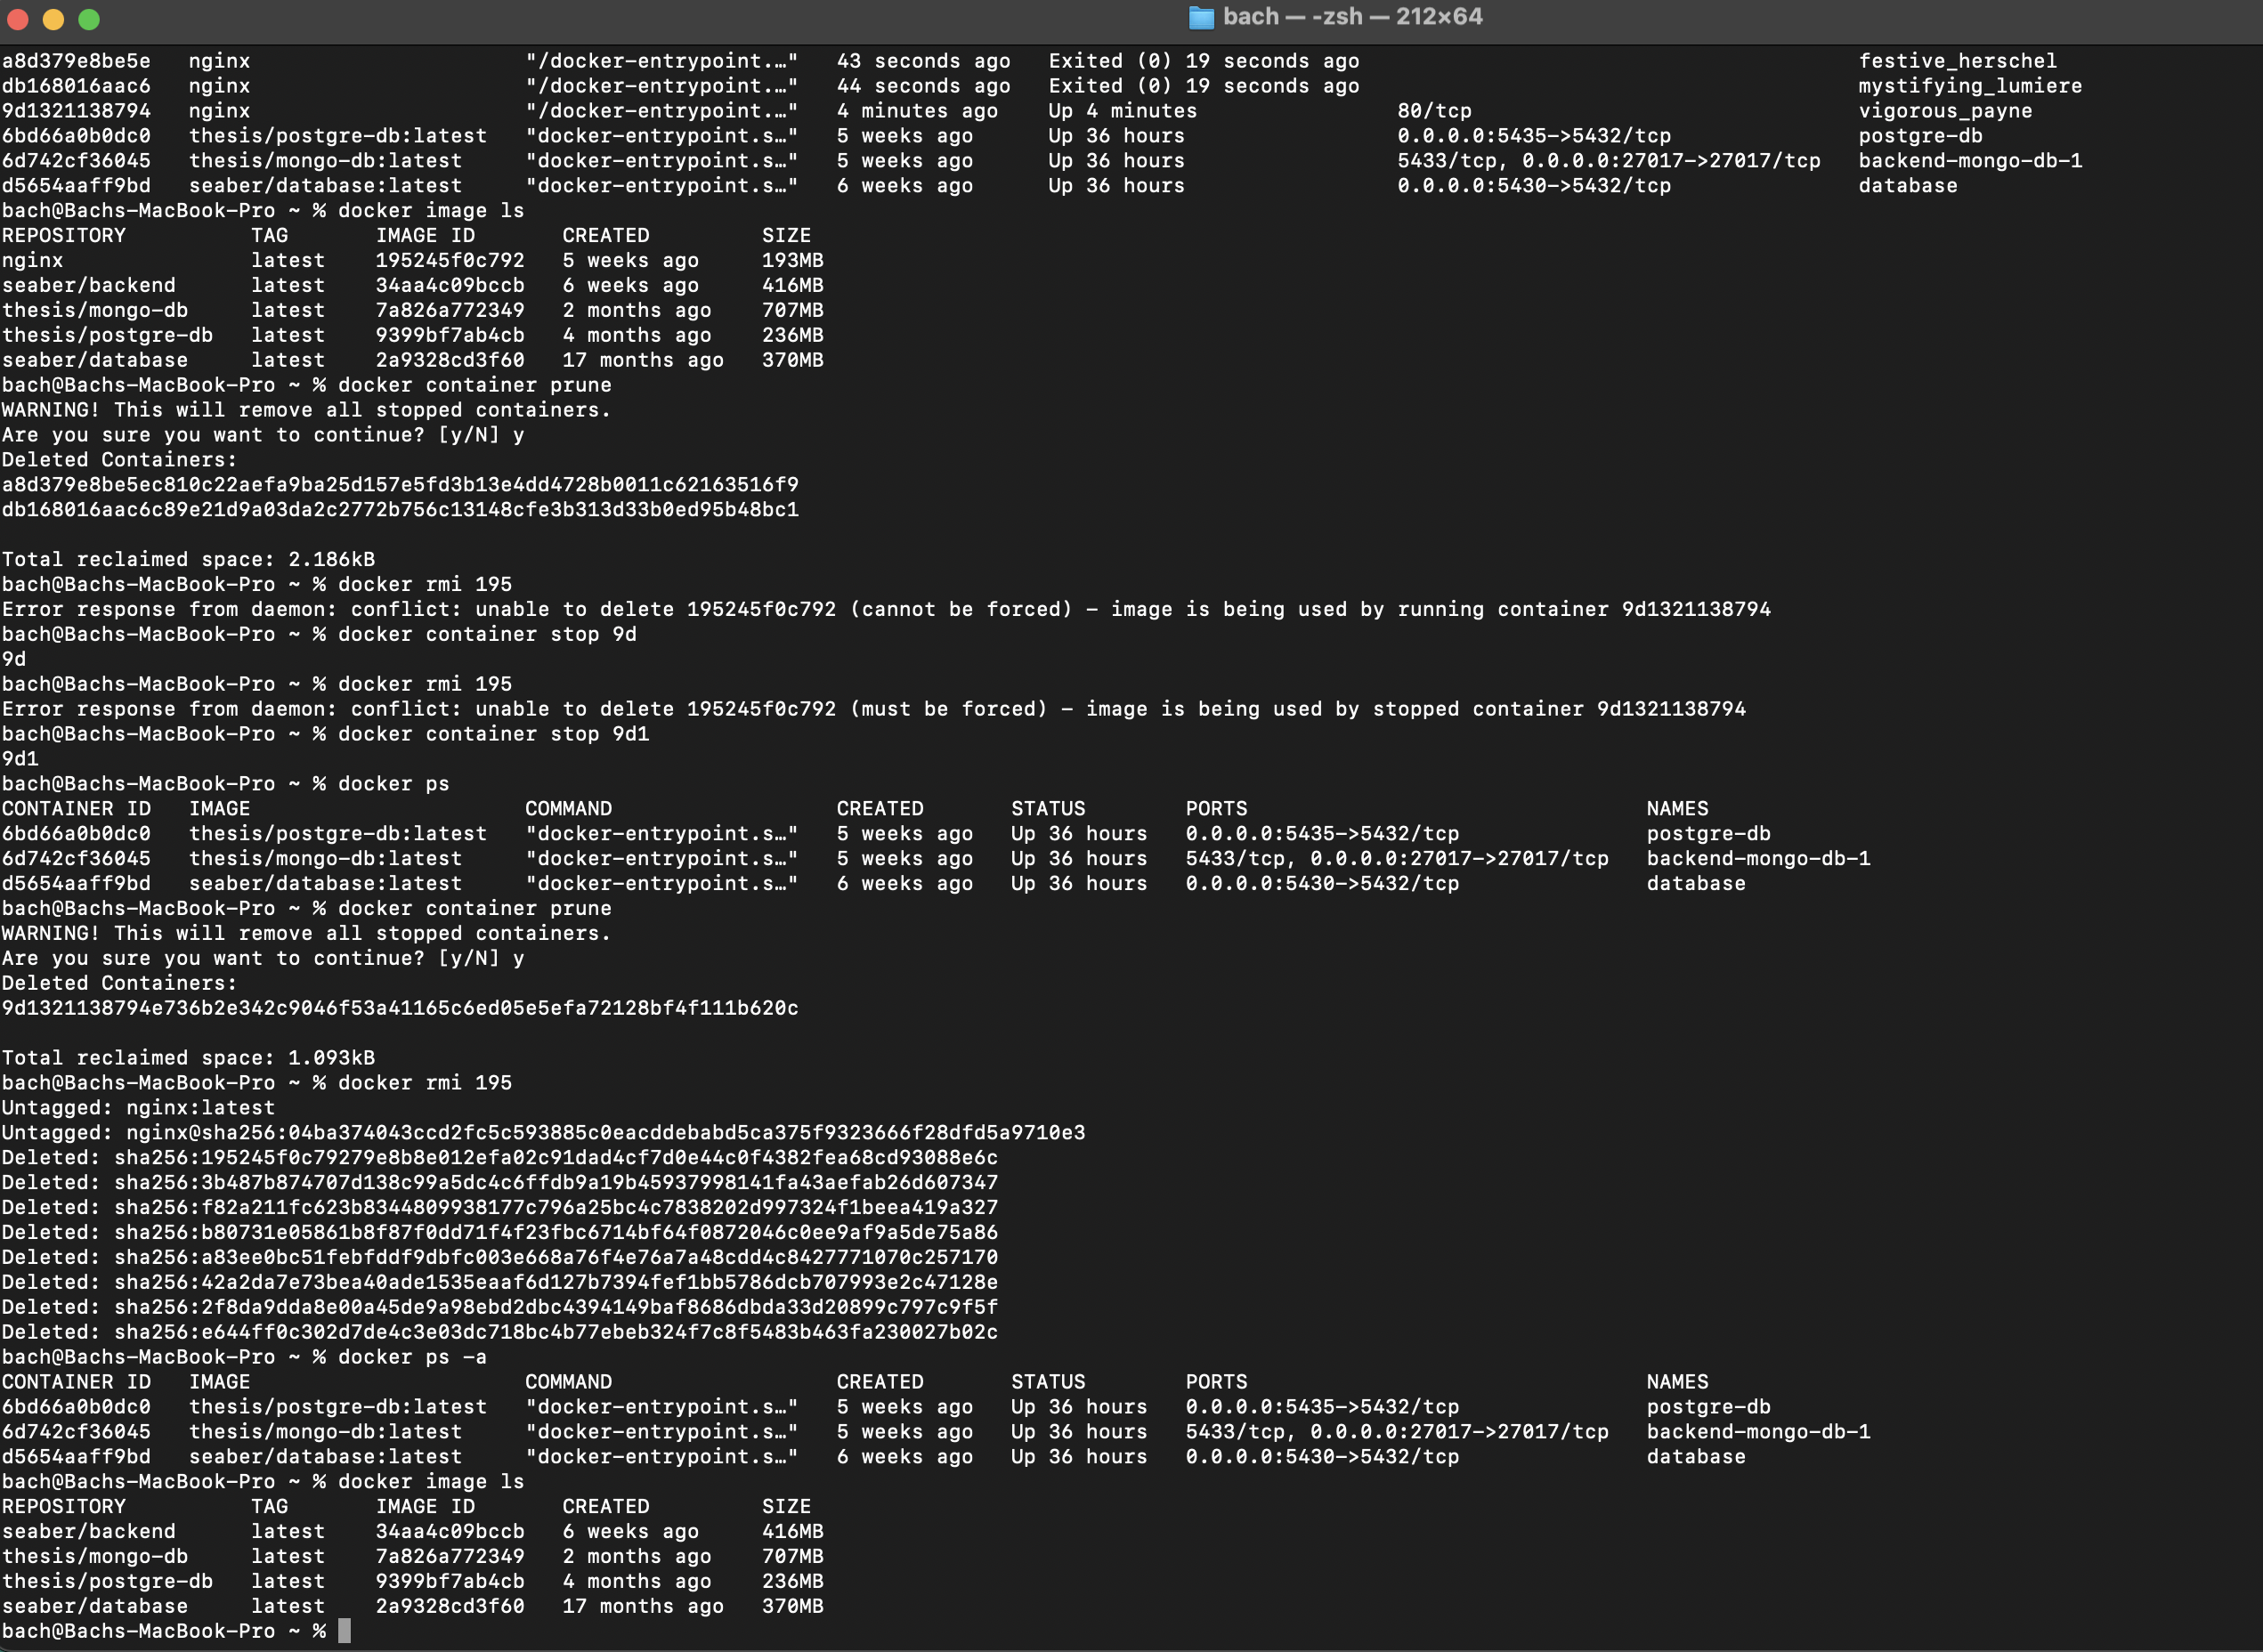 bach — -zsh — 212×64
a8d379e8be5e   nginx                      "/docker-entrypoint.…"   43 seconds ago   Exited (0) 19 seconds ago                                        festive_herschel
db168016aac6   nginx                      "/docker-entrypoint.…"   44 seconds ago   Exited (0) 19 seconds ago                                        mystifying_lumiere
9d1321138794   nginx                      "/docker-entrypoint.…"   4 minutes ago    Up 4 minutes                80/tcp                               vigorous_payne
6bd66a0b0dc0   thesis/postgre-db:latest   "docker-entrypoint.s…"   5 weeks ago      Up 36 hours                 0.0.0.0:5435->5432/tcp               postgre-db
6d742cf36045   thesis/mongo-db:latest     "docker-entrypoint.s…"   5 weeks ago      Up 36 hours                 5433/tcp, 0.0.0.0:27017->27017/tcp   backend-mongo-db-1
d5654aaff9bd   seaber/database:latest     "docker-entrypoint.s…"   6 weeks ago      Up 36 hours                 0.0.0.0:5430->5432/tcp               database
bach@Bachs-MacBook-Pro ~ % docker image ls
REPOSITORY          TAG       IMAGE ID       CREATED         SIZE
nginx               latest    195245f0c792   5 weeks ago     193MB
seaber/backend      latest    34aa4c09bccb   6 weeks ago     416MB
thesis/mongo-db     latest    7a826a772349   2 months ago    707MB
thesis/postgre-db   latest    9399bf7ab4cb   4 months ago    236MB
seaber/database     latest    2a9328cd3f60   17 months ago   370MB
bach@Bachs-MacBook-Pro ~ % docker container prune
WARNING! This will remove all stopped containers.
Are you sure you want to continue? [y/N] y
Deleted Containers:
a8d379e8be5ec810c22aefa9ba25d157e5fd3b13e4dd4728b0011c62163516f9
db168016aac6c89e21d9a03da2c2772b756c13148cfe3b313d33b0ed95b48bc1
Total reclaimed space: 2.186kB
bach@Bachs-MacBook-Pro ~ % docker rmi 195
Error response from daemon: conflict: unable to delete 195245f0c792 (cannot be forced) - image is being used by running container 9d1321138794
bach@Bachs-MacBook-Pro ~ % docker container stop 9d
9d
bach@Bachs-MacBook-Pro ~ % docker rmi 195
Error response from daemon: conflict: unable to delete 195245f0c792 (must be forced) - image is being used by stopped container 9d1321138794
bach@Bachs-MacBook-Pro ~ % docker container stop 9d1
9d1
bach@Bachs-MacBook-Pro ~ % docker ps
CONTAINER ID   IMAGE                      COMMAND                  CREATED       STATUS        PORTS                                NAMES
6bd66a0b0dc0   thesis/postgre-db:latest   "docker-entrypoint.s…"   5 weeks ago   Up 36 hours   0.0.0.0:5435->5432/tcp               postgre-db
6d742cf36045   thesis/mongo-db:latest     "docker-entrypoint.s…"   5 weeks ago   Up 36 hours   5433/tcp, 0.0.0.0:27017->27017/tcp   backend-mongo-db-1
d5654aaff9bd   seaber/database:latest     "docker-entrypoint.s…"   6 weeks ago   Up 36 hours   0.0.0.0:5430->5432/tcp               database
bach@Bachs-MacBook-Pro ~ % docker container prune
WARNING! This will remove all stopped containers.
Are you sure you want to continue? [y/N] y
Deleted Containers:
9d1321138794e736b2e342c9046f53a41165c6ed05e5efa72128bf4f111b620c
Total reclaimed space: 1.093kB
bach@Bachs-MacBook-Pro ~ % docker rmi 195
Untagged: nginx:latest
Untagged: nginx@sha256:04ba374043ccd2fc5c593885c0eacddebabd5ca375f9323666f28dfd5a9710e3
Deleted: sha256:195245f0c79279e8b8e012efa02c91dad4cf7d0e44c0f4382fea68cd93088e6c
Deleted: sha256:3b487b874707d138c99a5dc4c6ffdb9a19b45937998141fa43aefab26d607347
Deleted: sha256:f82a211fc623b8344809938177c796a25bc4c7838202d997324f1beea419a327
Deleted: sha256:b80731e05861b8f87f0dd71f4f23fbc6714bf64f0872046c0ee9af9a5de75a86
Deleted: sha256:a83ee0bc51febfddf9dbfc003e668a76f4e76a7a48cdd4c8427771070c257170
Deleted: sha256:42a2da7e73bea40ade1535eaaf6d127b7394fef1bb5786dcb707993e2c47128e
Deleted: sha256:2f8da9dda8e00a45de9a98ebd2dbc4394149baf8686dbda33d20899c797c9f5f
Deleted: sha256:e644ff0c302d7de4c3e03dc718bc4b77ebeb324f7c8f5483b463fa230027b02c
bach@Bachs-MacBook-Pro ~ % docker ps -a
CONTAINER ID   IMAGE                      COMMAND                  CREATED       STATUS        PORTS                                NAMES
6bd66a0b0dc0   thesis/postgre-db:latest   "docker-entrypoint.s…"   5 weeks ago   Up 36 hours   0.0.0.0:5435->5432/tcp               postgre-db
6d742cf36045   thesis/mongo-db:latest     "docker-entrypoint.s…"   5 weeks ago   Up 36 hours   5433/tcp, 0.0.0.0:27017->27017/tcp   backend-mongo-db-1
d5654aaff9bd   seaber/database:latest     "docker-entrypoint.s…"   6 weeks ago   Up 36 hours   0.0.0.0:5430->5432/tcp               database
bach@Bachs-MacBook-Pro ~ % docker image ls
REPOSITORY          TAG       IMAGE ID       CREATED         SIZE
seaber/backend      latest    34aa4c09bccb   6 weeks ago     416MB
thesis/mongo-db     latest    7a826a772349   2 months ago    707MB
thesis/postgre-db   latest    9399bf7ab4cb   4 months ago    236MB
seaber/database     latest    2a9328cd3f60   17 months ago   370MB
bach@Bachs-MacBook-Pro ~ %